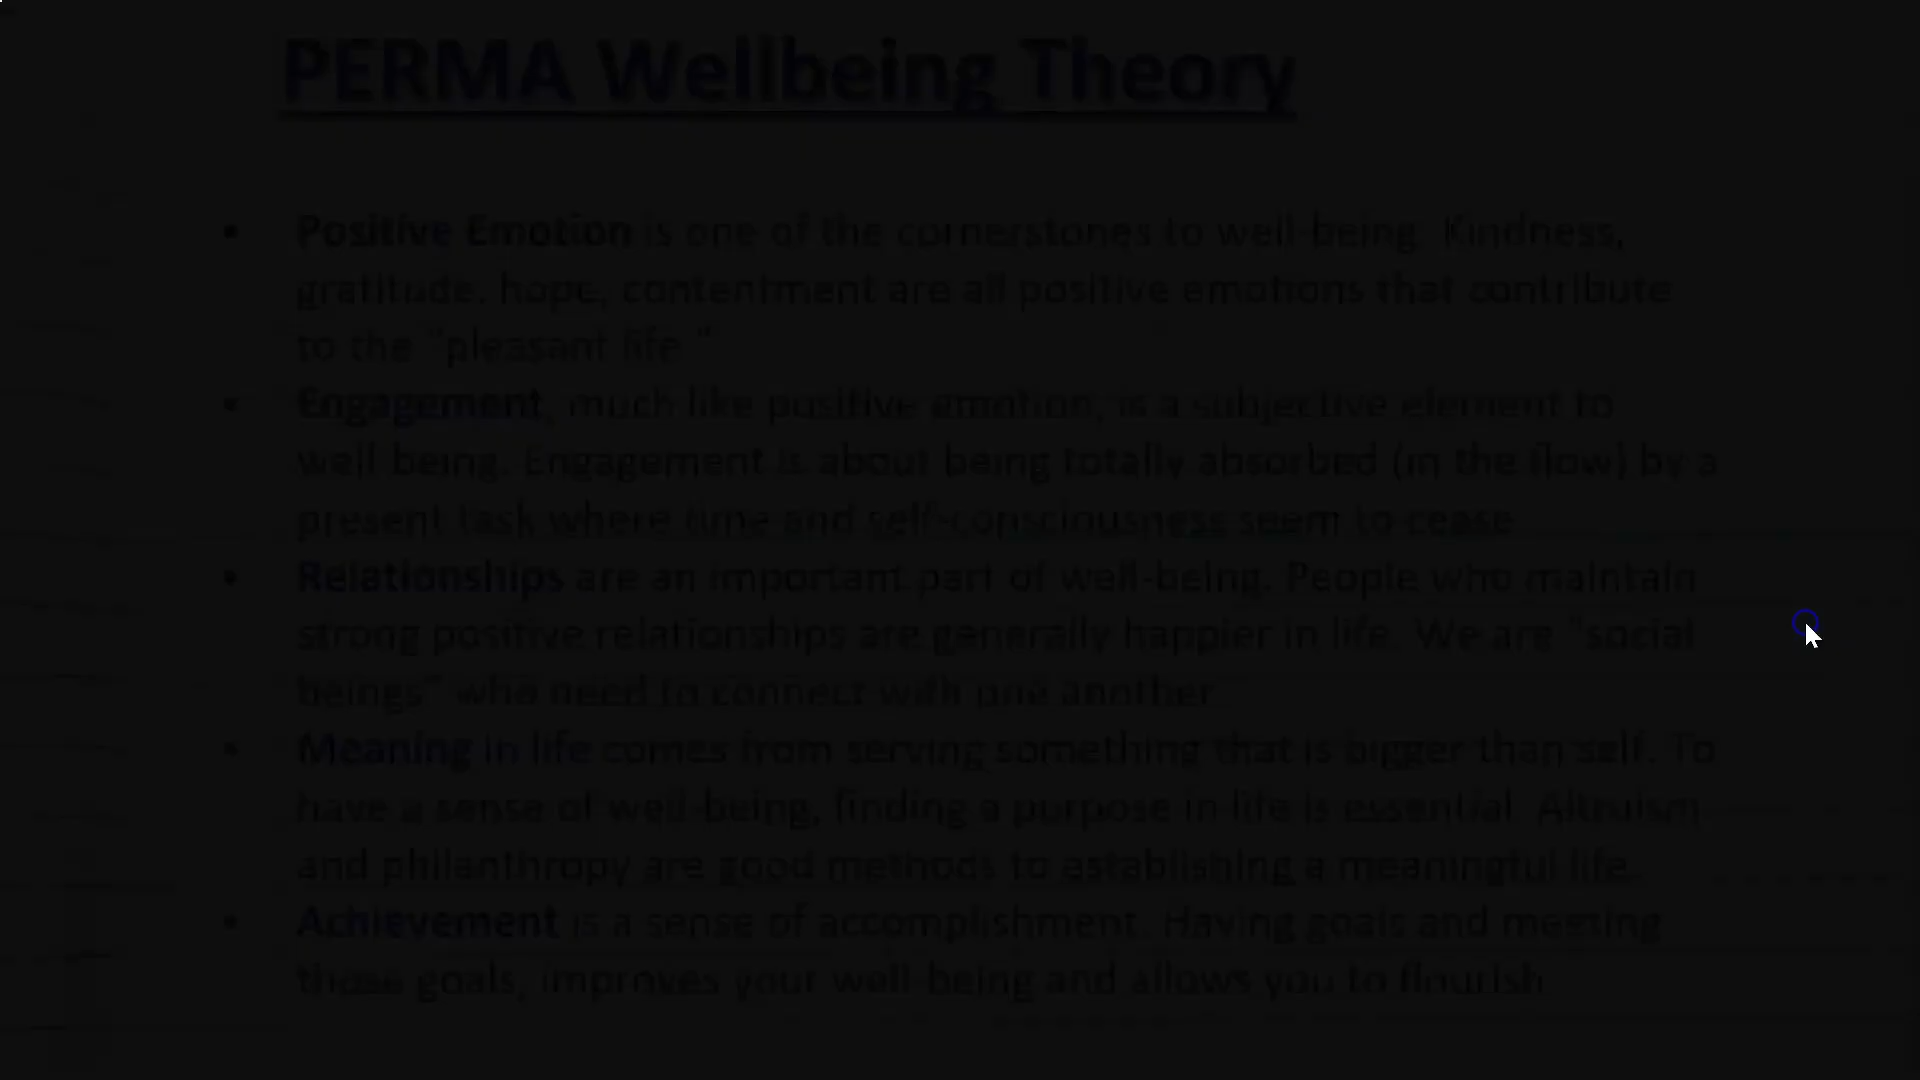 PERMA Wellbeing Theory
• Positive Emotion is one of the cornerstones to well-being. Kindness,
gratitude, hope, contentment are all positive emotions that contribute
to the "pleasant life."
• Engagement, much like positive emotion, is a subjective element to
well being. Engagement is about being totally absorbed (in the flow) by a
present task where time and self-consciousness seem to cease
• Relationships are an important part of well-being. People who maintain
strong positive relationships are generally happier in life. We are "social
beings" who need to connect with one another.
• Meaning in life comes from serving something that is bigger than self. To
have a sense of well-being, finding a purpose in life is essential. Altruism
and philanthropy are good methods to establishing a meaningful life.
• Achievement is a sense of accomplishment. Having goals and meeting
those goals, improves your well-being and allows you to flourish